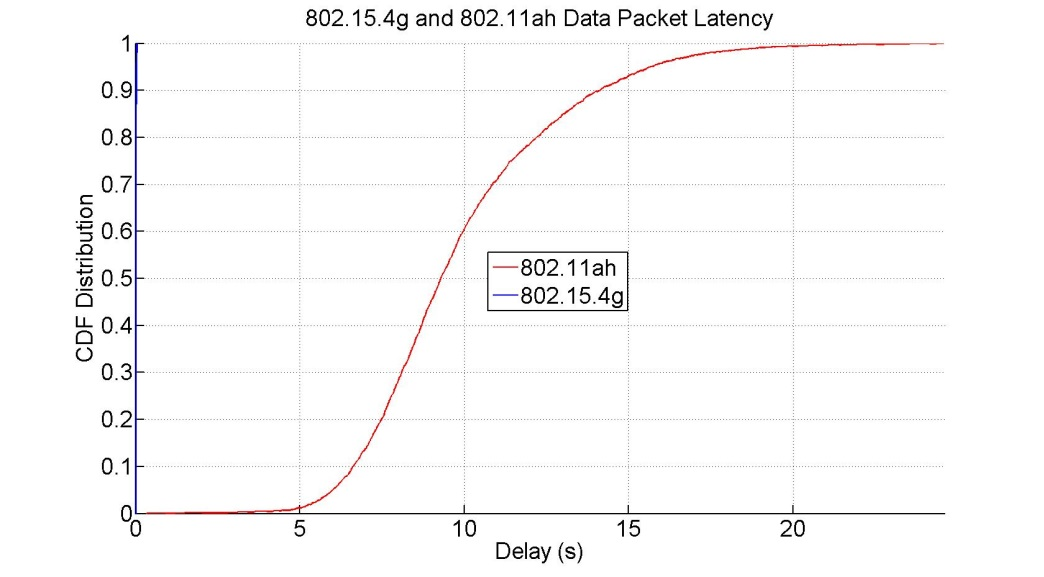 802.15.4g and 802.11ah Data Packet Latency
1
0.9
0.8
0.7
0.6
0.5
0.4
0.3
0.2
0.1
0
CDF Distribution
802.11ah
802.15.4g
0 5 10 15 20
Delay (s)